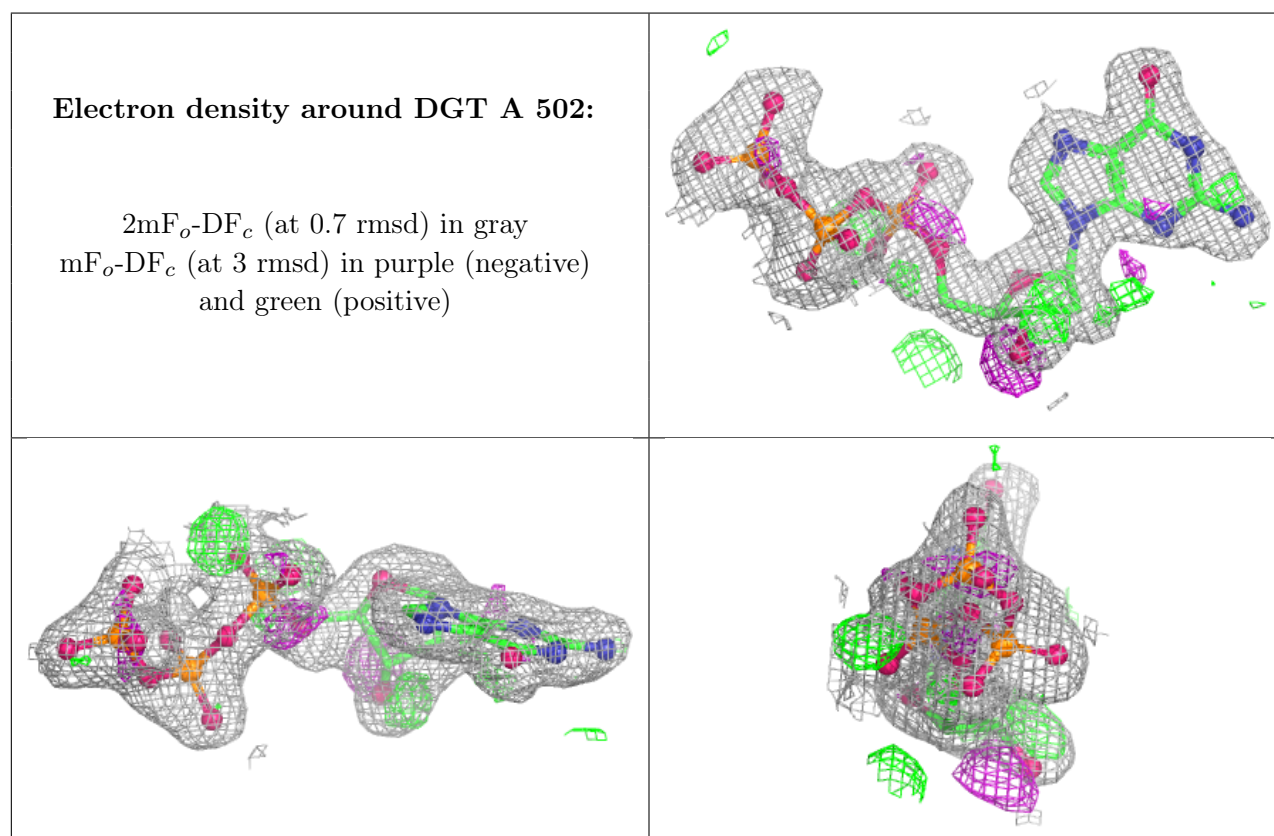 Electron density around DGT A 502:
2mFₒ-DF𝒸 (at 0.7 rmsd) in gray
mFₒ-DF𝒸 (at 3 rmsd) in purple (negative)
and green (positive)